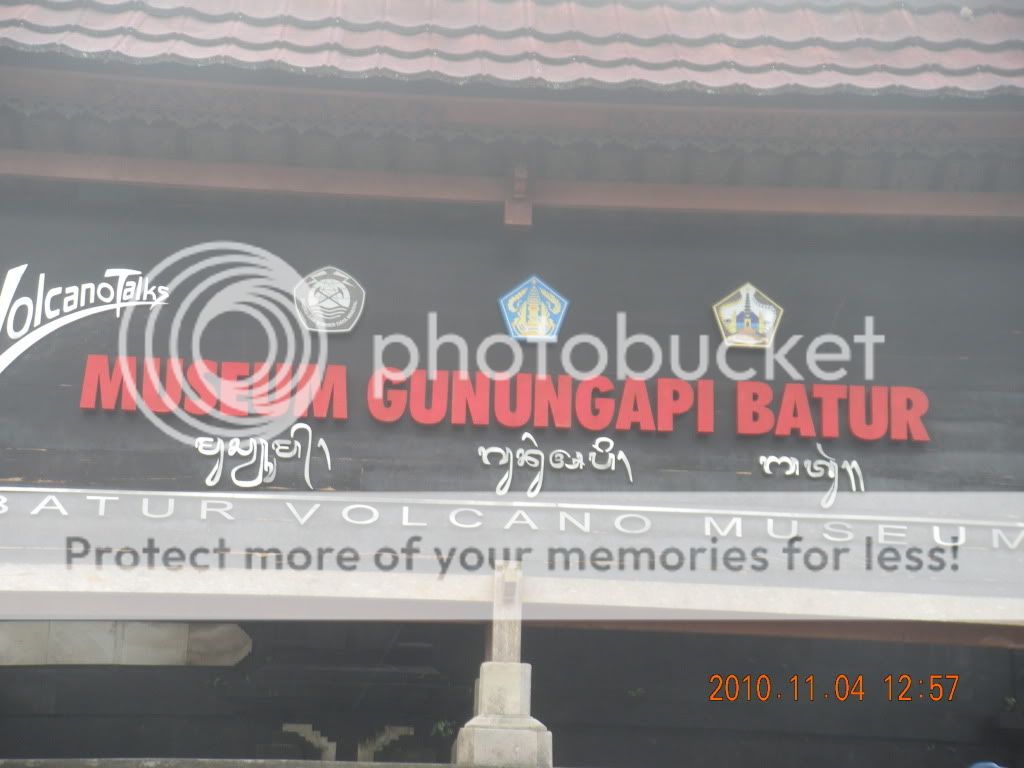 VolcanoTalks
photobucket
MUSEUM GUNUNGAPI BATUR
BATUR VOLCANO MUSEUM
Protect more of your memories for less!
2010.11.04 12:57